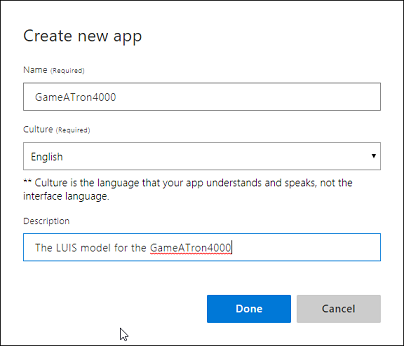 Create new app
Name (Required)
GameATron4000
Culture (Required)
English
** Culture is the language that your app understands and speaks, not the
interface language.
Description
The LUIS model for the GameATron4000
Done Cancel